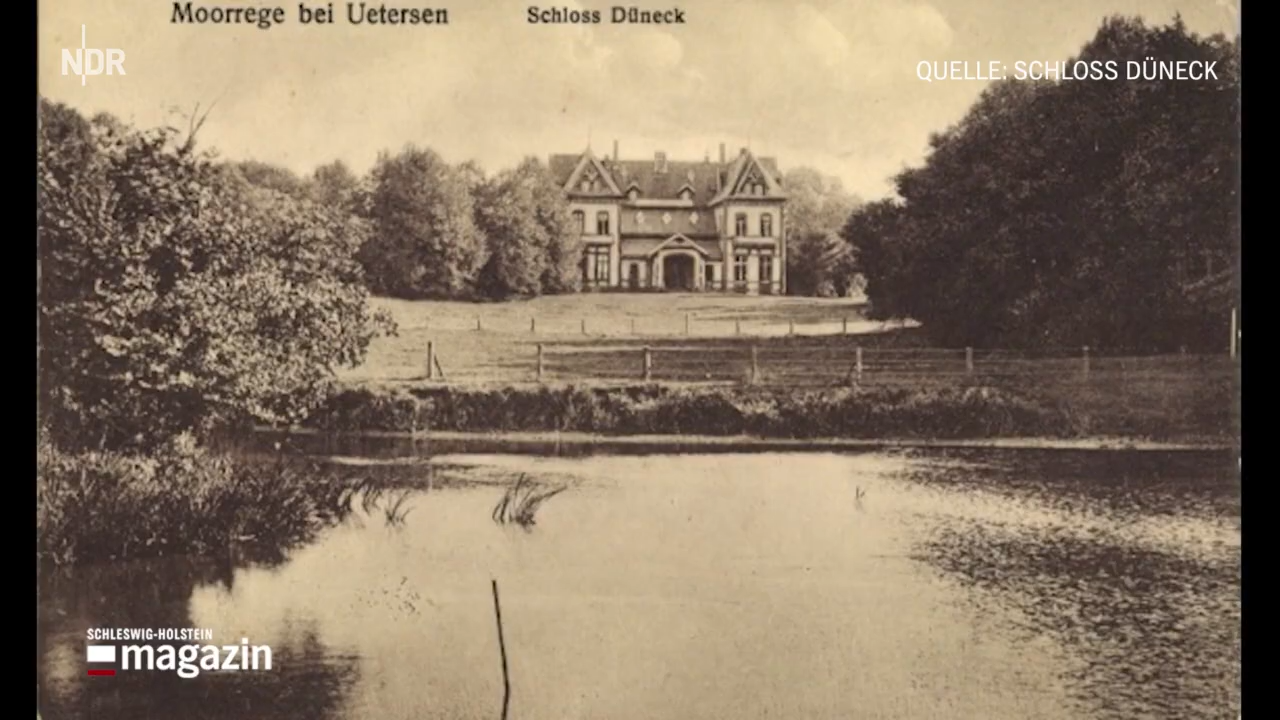 Moorrege bei Uetersen Schloss Düneck
NDR
QUELLE: SCHLOSS DÜNECK
SCHLESWIG-HOLSTEIN
magazin